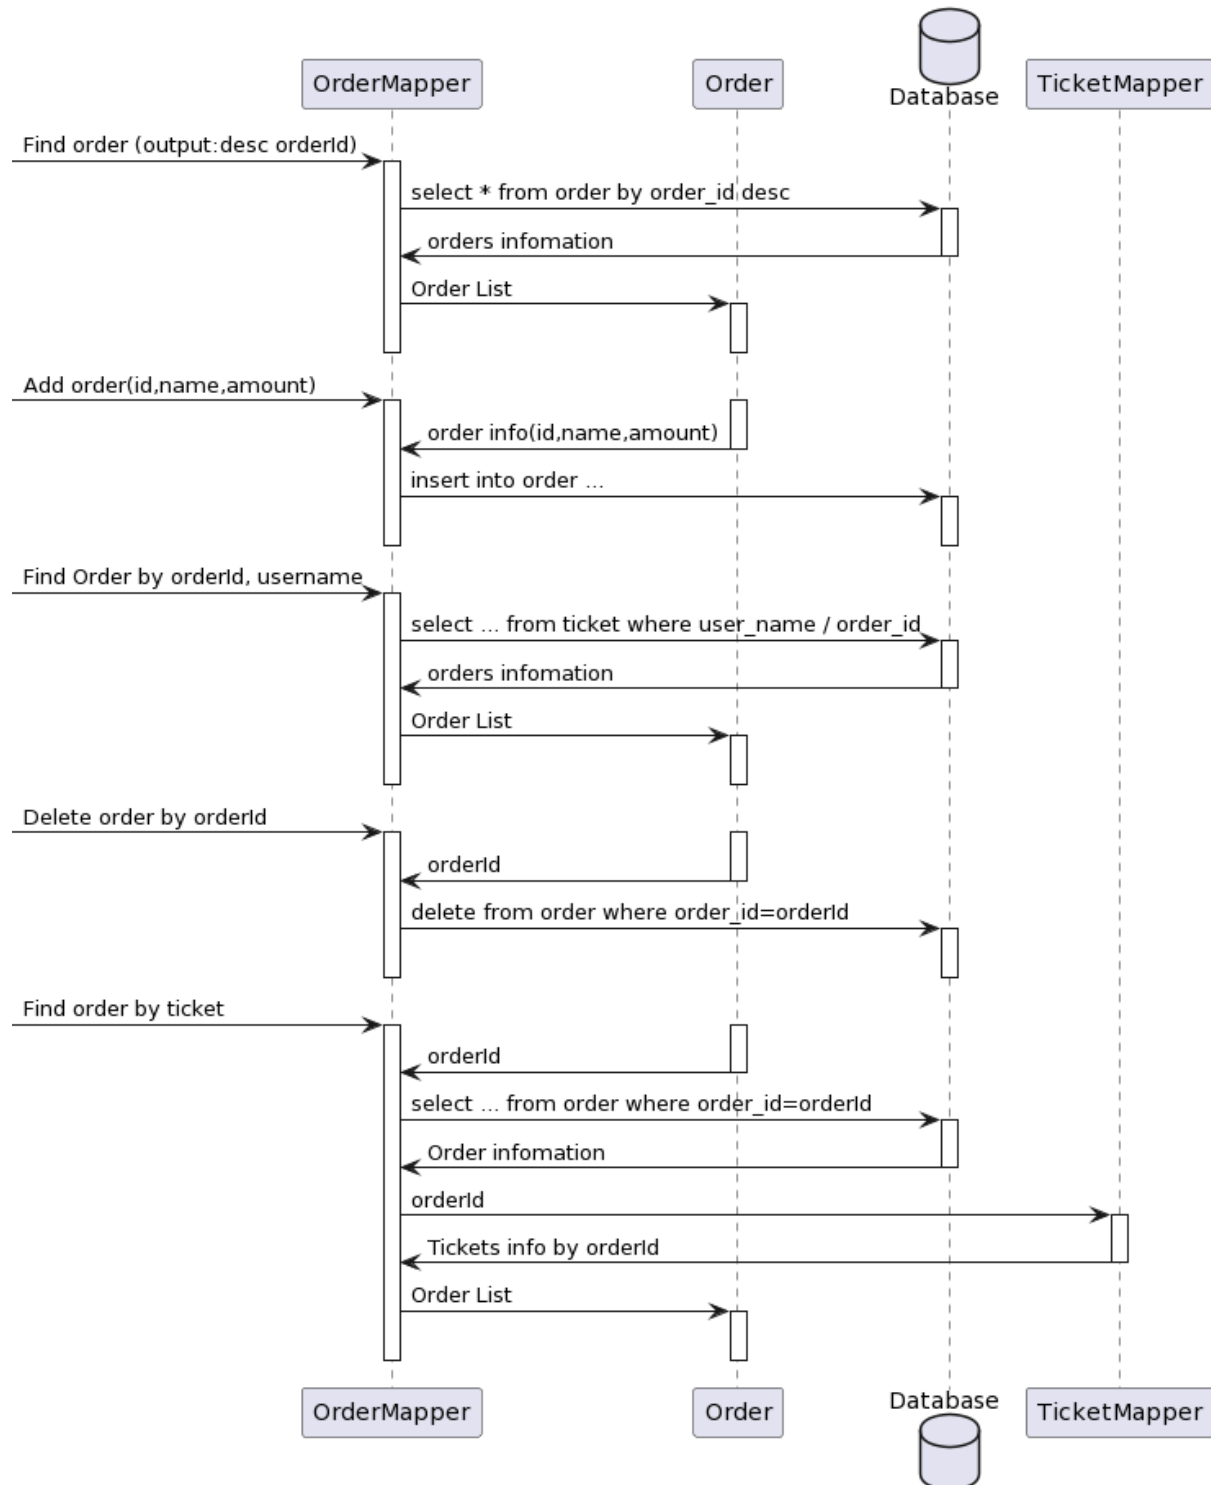 OrderMapper
Order
Database
TicketMapper
Find order (output:desc orderId)
select * from order by order_id desc
orders infomation
Order List
Add order(id,name,amount)
order info(id,name,amount)
insert into order ...
Find Order by orderId, username
select ... from ticket where user_name / order_id
orders infomation
Order List
Delete order by orderId
orderId
delete from order where order_id=orderId
Find order by ticket
orderId
select ... from order where order_id=orderId
Order infomation
orderId
Tickets info by orderId
Order List
OrderMapper
Order
Database
TicketMapper